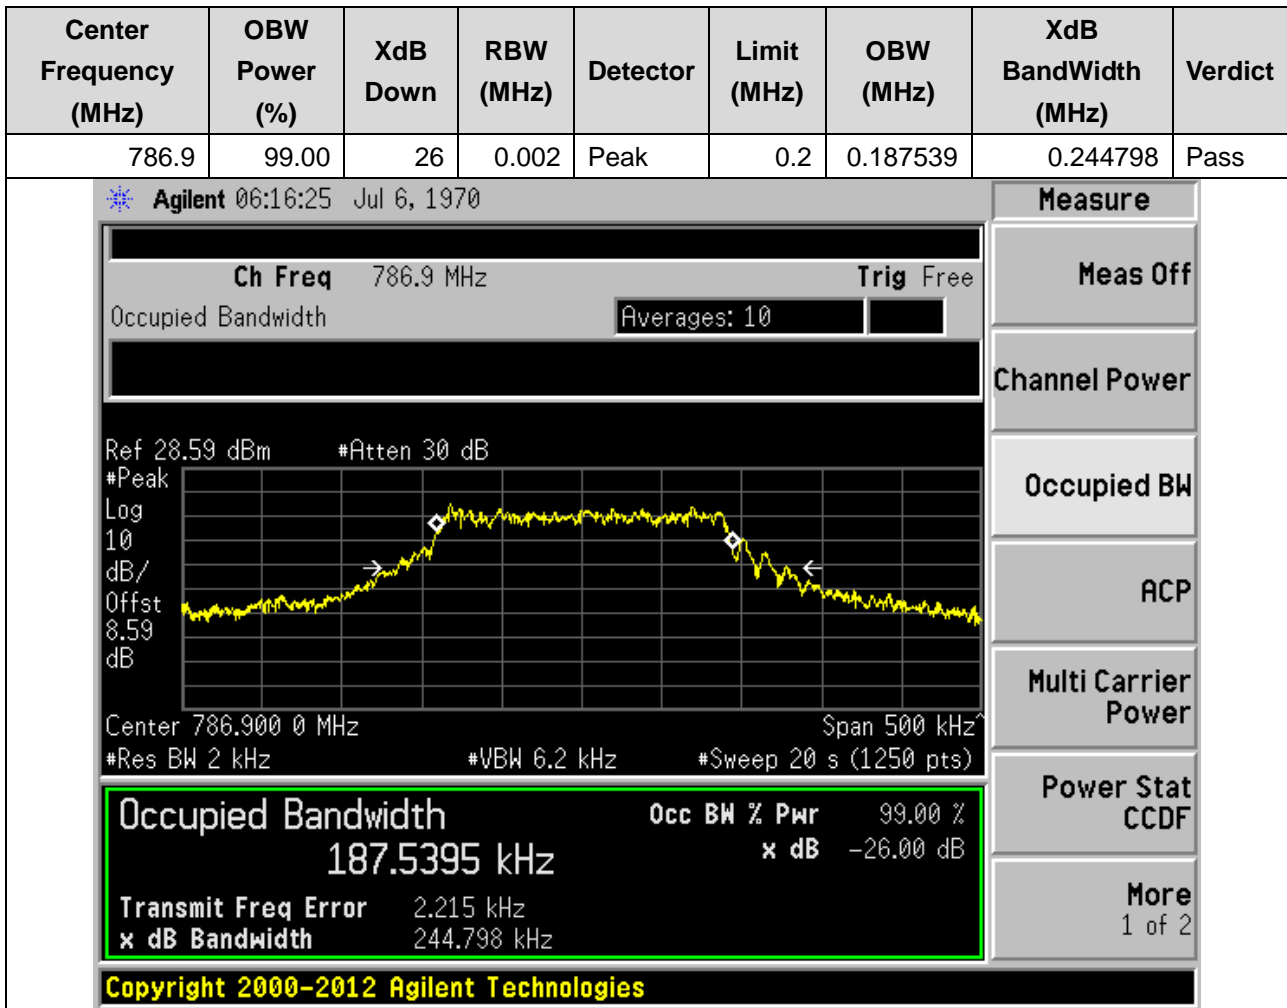 Center Frequency (MHz) OBW Power (%) XdB Down RBW (MHz) Detector Limit (MHz) OBW (MHz) XdB BandWidth (MHz) Verdict
786.9 99.00 26 0.002 Peak 0.2 0.187539 0.244798 Pass
Agilent 06:16:25 Jul 6, 1970
Measure
Ch Freq 786.9 MHz Trig Free
Meas Off
Occupied Bandwidth Averages: 10
Channel Power
Ref 28.59 dBm #Atten 30 dB
#Peak
Log
10
dB/
Offst
8.59
dB
Occupied BW
ACP
Multi Carrier
Power
Center 786.900 0 MHz Span 500 kHz^
#Res BW 2 kHz #VBW 6.2 kHz #Sweep 20 s (1250 pts)
Power Stat
CCDF
Occupied Bandwidth Occ BW % Pwr 99.00 %
187.5395 kHz x dB -26.00 dB
Transmit Freq Error 2.215 kHz
x dB Bandwidth 244.798 kHz
More
1 of 2
Copyright 2000-2012 Agilent Technologies